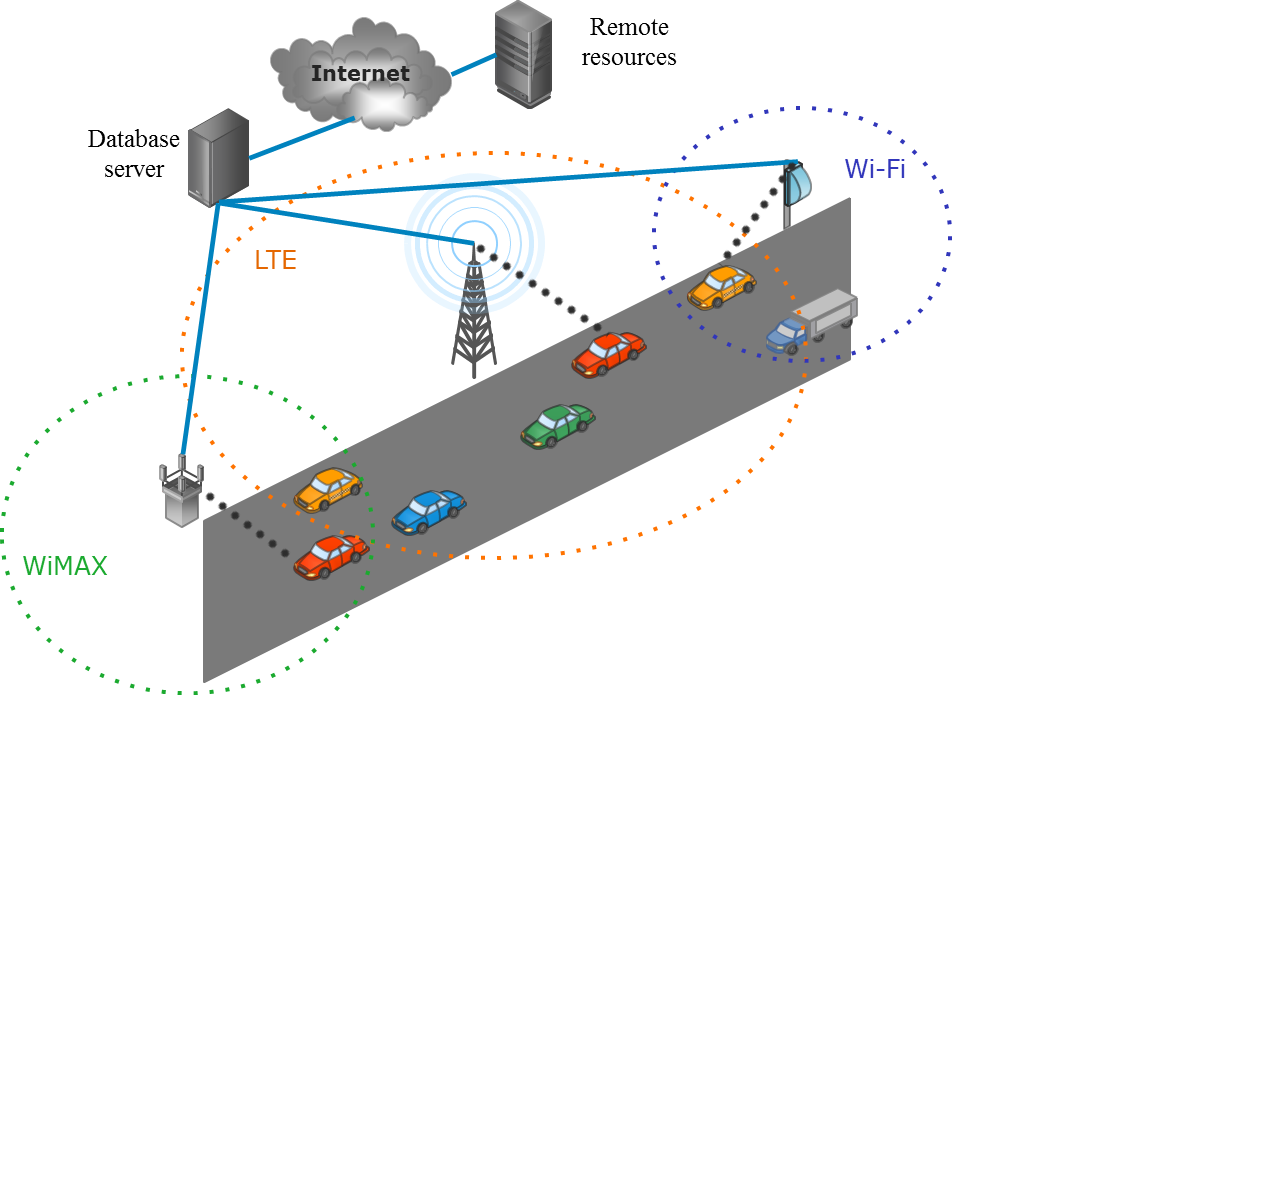 Remote
resources
Internet
Database
server
Wi-Fi
LTE
WiMAX